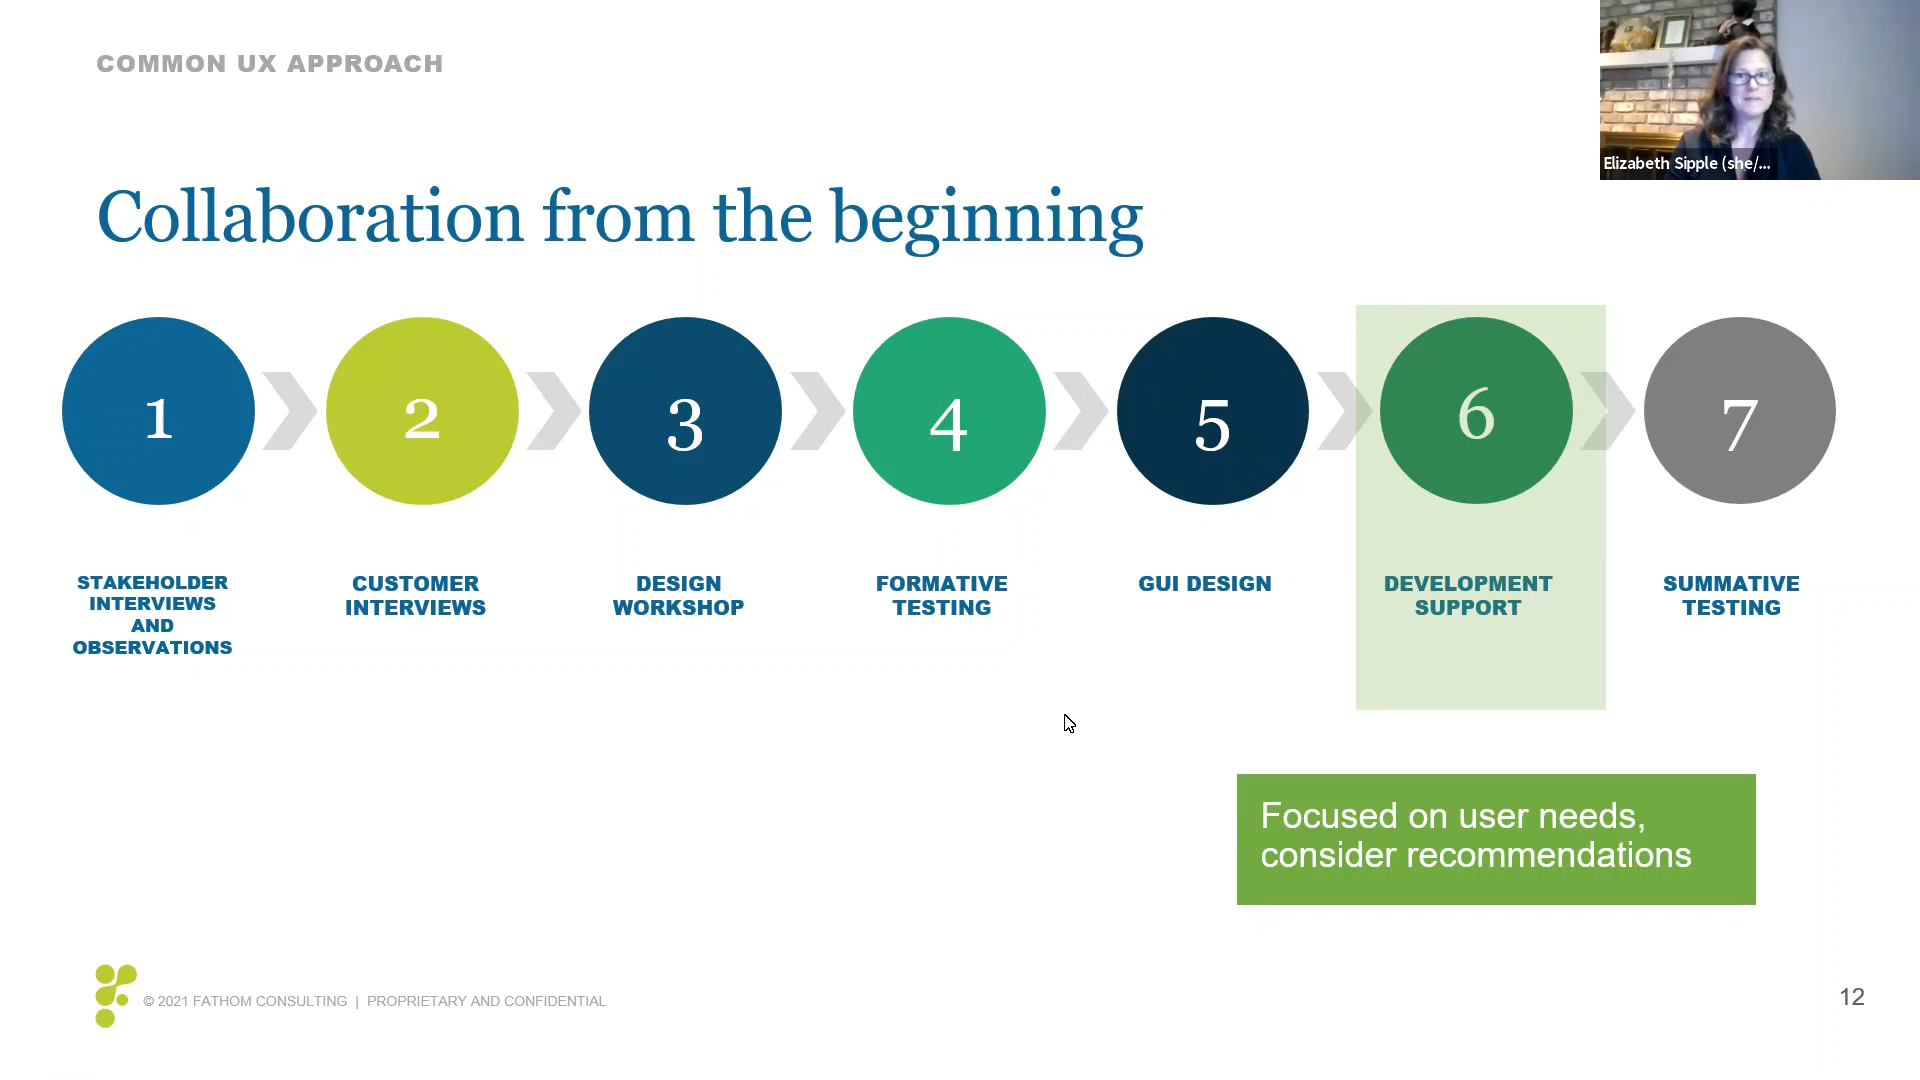 COMMON UX APPROACH
Elizabeth Sipple (she/...
Collaboration from the beginning
1
2
3
4
5
6
7
STAKEHOLDER
INTERVIEWS
AND
OBSERVATIONS
CUSTOMER
INTERVIEWS
DESIGN
WORKSHOP
FORMATIVE
TESTING
GUI DESIGN
DEVELOPMENT
SUPPORT
SUMMATIVE
TESTING
Focused on user needs,
consider recommendations
© 2021 FATHOM CONSULTING | PROPRIETARY AND CONFIDENTIAL
12